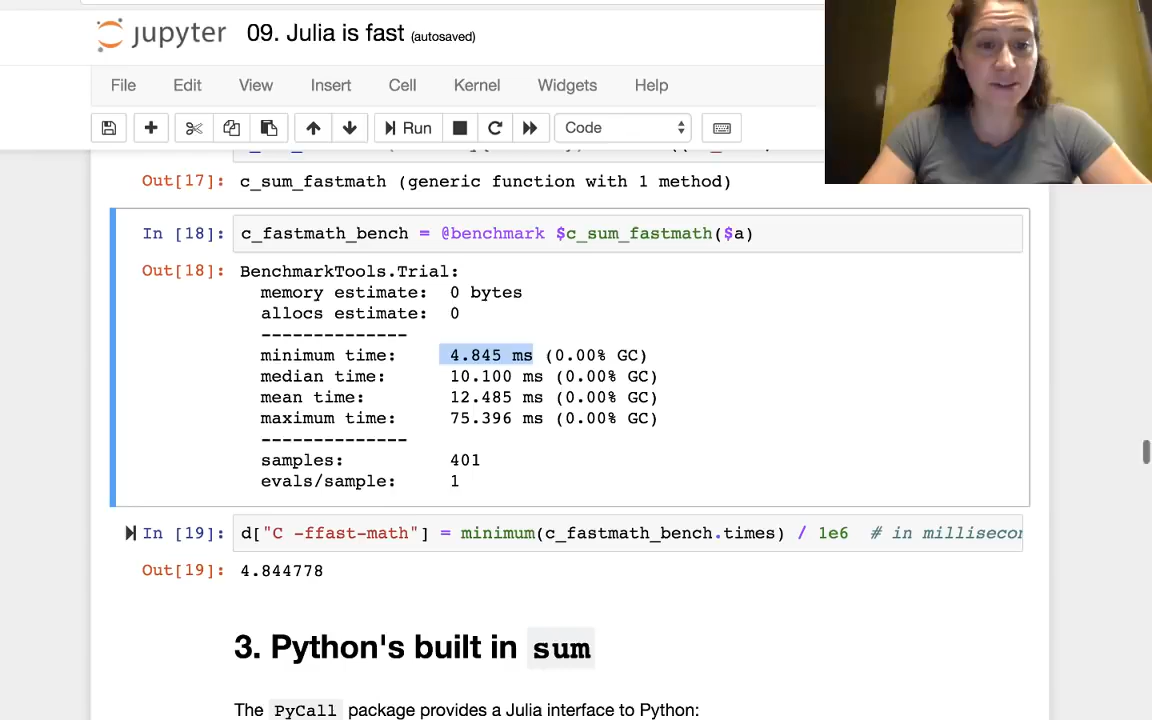 jupyter 09. Julia is fast (autosaved)
File Edit View Insert Cell Kernel Widgets Help
Run Code
Out[17]: c_sum_fastmath (generic function with 1 method)
In [18]: c_fastmath_bench = @benchmark $c_sum_fastmath($a)
Out[18]: BenchmarkTools.Trial:
memory estimate: 0 bytes
allocs estimate: 0
--------------
minimum time: 4.845 ms (0.00% GC)
median time: 10.100 ms (0.00% GC)
mean time: 12.485 ms (0.00% GC)
maximum time: 75.396 ms (0.00% GC)
--------------
samples: 401
evals/sample: 1
In [19]: d["C -ffast-math"] = minimum(c_fastmath_bench.times) / 1e6 # in millisecon
Out[19]: 4.844778
3. Python's built in sum
The PyCall package provides a Julia interface to Python: